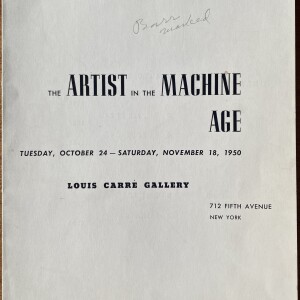 Barr
marked
THE ARTIST IN THE MACHINE
AGE
TUESDAY, OCTOBER 24 — SATURDAY, NOVEMBER 18, 1950
LOUIS CARRÉ GALLERY
712 FIFTH AVENUE
NEW YORK